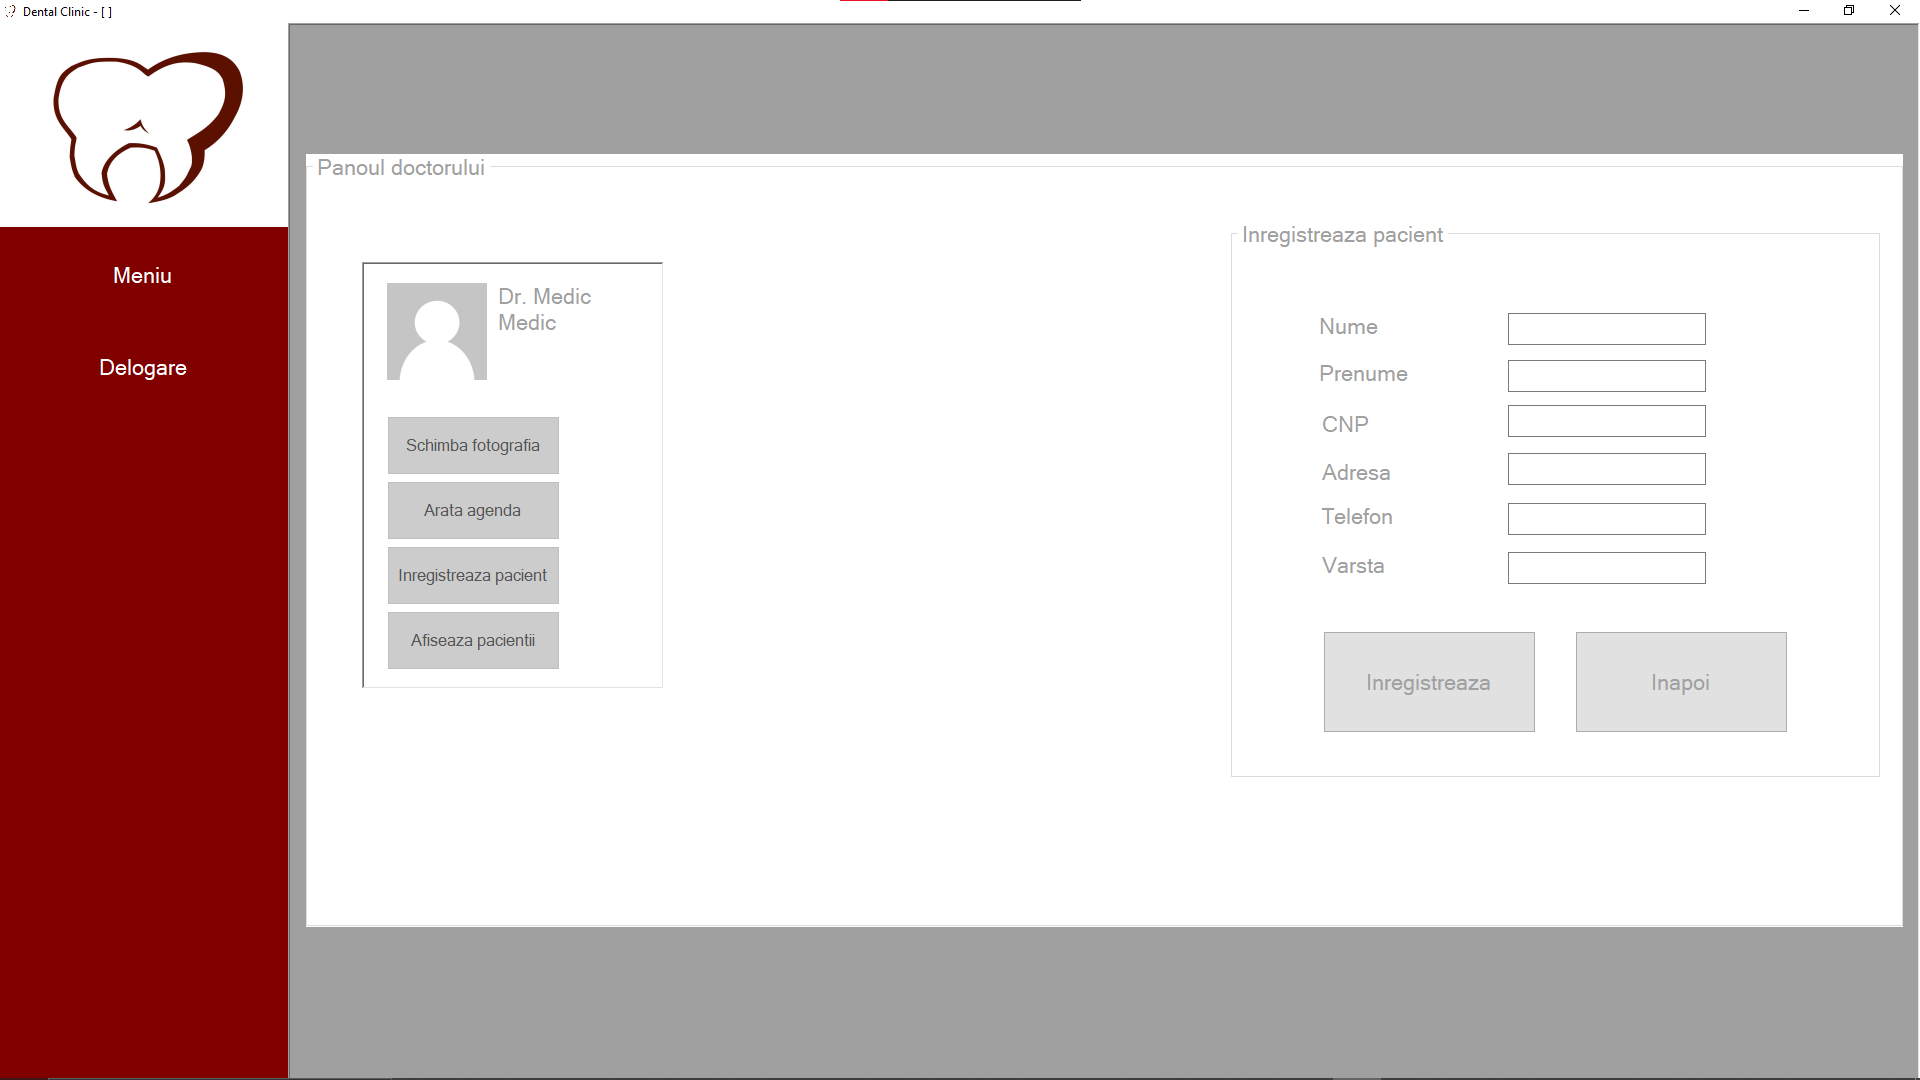 Dental Clinic - [ ]
Meniu
Delogare
Panoul doctorului
Dr. Medic
Medic
Schimba fotografia
Arata agenda
Inregistreaza pacient
Afiseaza pacientii
Inregistreaza pacient
Nume
Prenume
CNP
Adresa
Telefon
Varsta
Inregistreaza
Inapoi